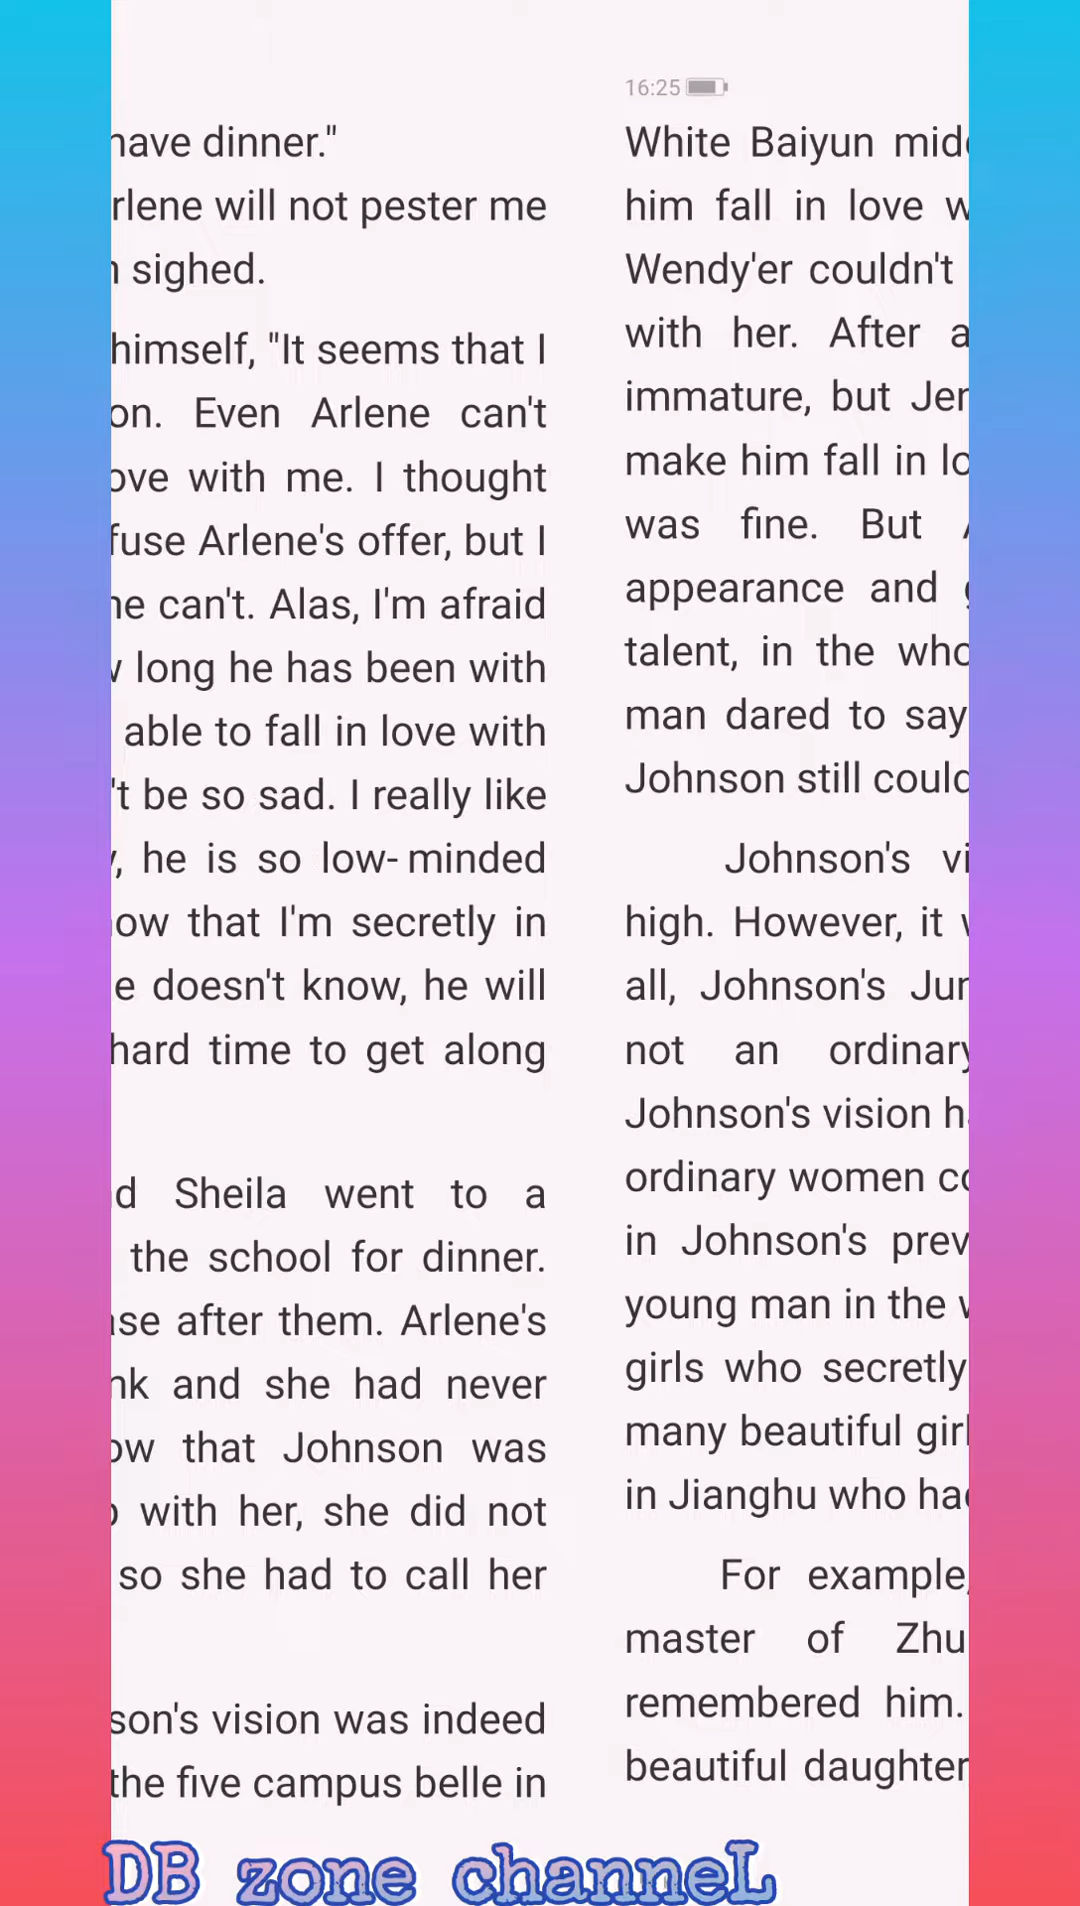 have dinner."
rlene will not pester me
sighed.
himself, "It seems that I
on. Even Arlene can't
ove with me. I thought
fuse Arlene's offer, but I
he can't. Alas, I'm afraid
long he has been with
able to fall in love with
't be so sad. I really like
he is so low-minded
ow that I'm secretly in
e doesn't know, he will
hard time to get along
d Sheila went to a
the school for dinner.
ase after them. Arlene's
nk and she had never
ow that Johnson was
with her, she did not
so she had to call her
son's vision was indeed
the five campus belle in
16:25
White Baiyun mid
him fall in love w
Wendy'er couldn't
with her. After a
immature, but Jen
make him fall in lo
was fine. But
appearance and
talent, in the who
man dared to say
Johnson still could
Johnson's vi
high. However, it
all, Johnson's Jun
not an ordinary
Johnson's vision h
ordinary women co
in Johnson's prev
young man in the
girls who secretly
many beautiful girl
in Jianghu who had
For example,
master of Zhu
remembered him.
beautiful daughter
DB zone channeL